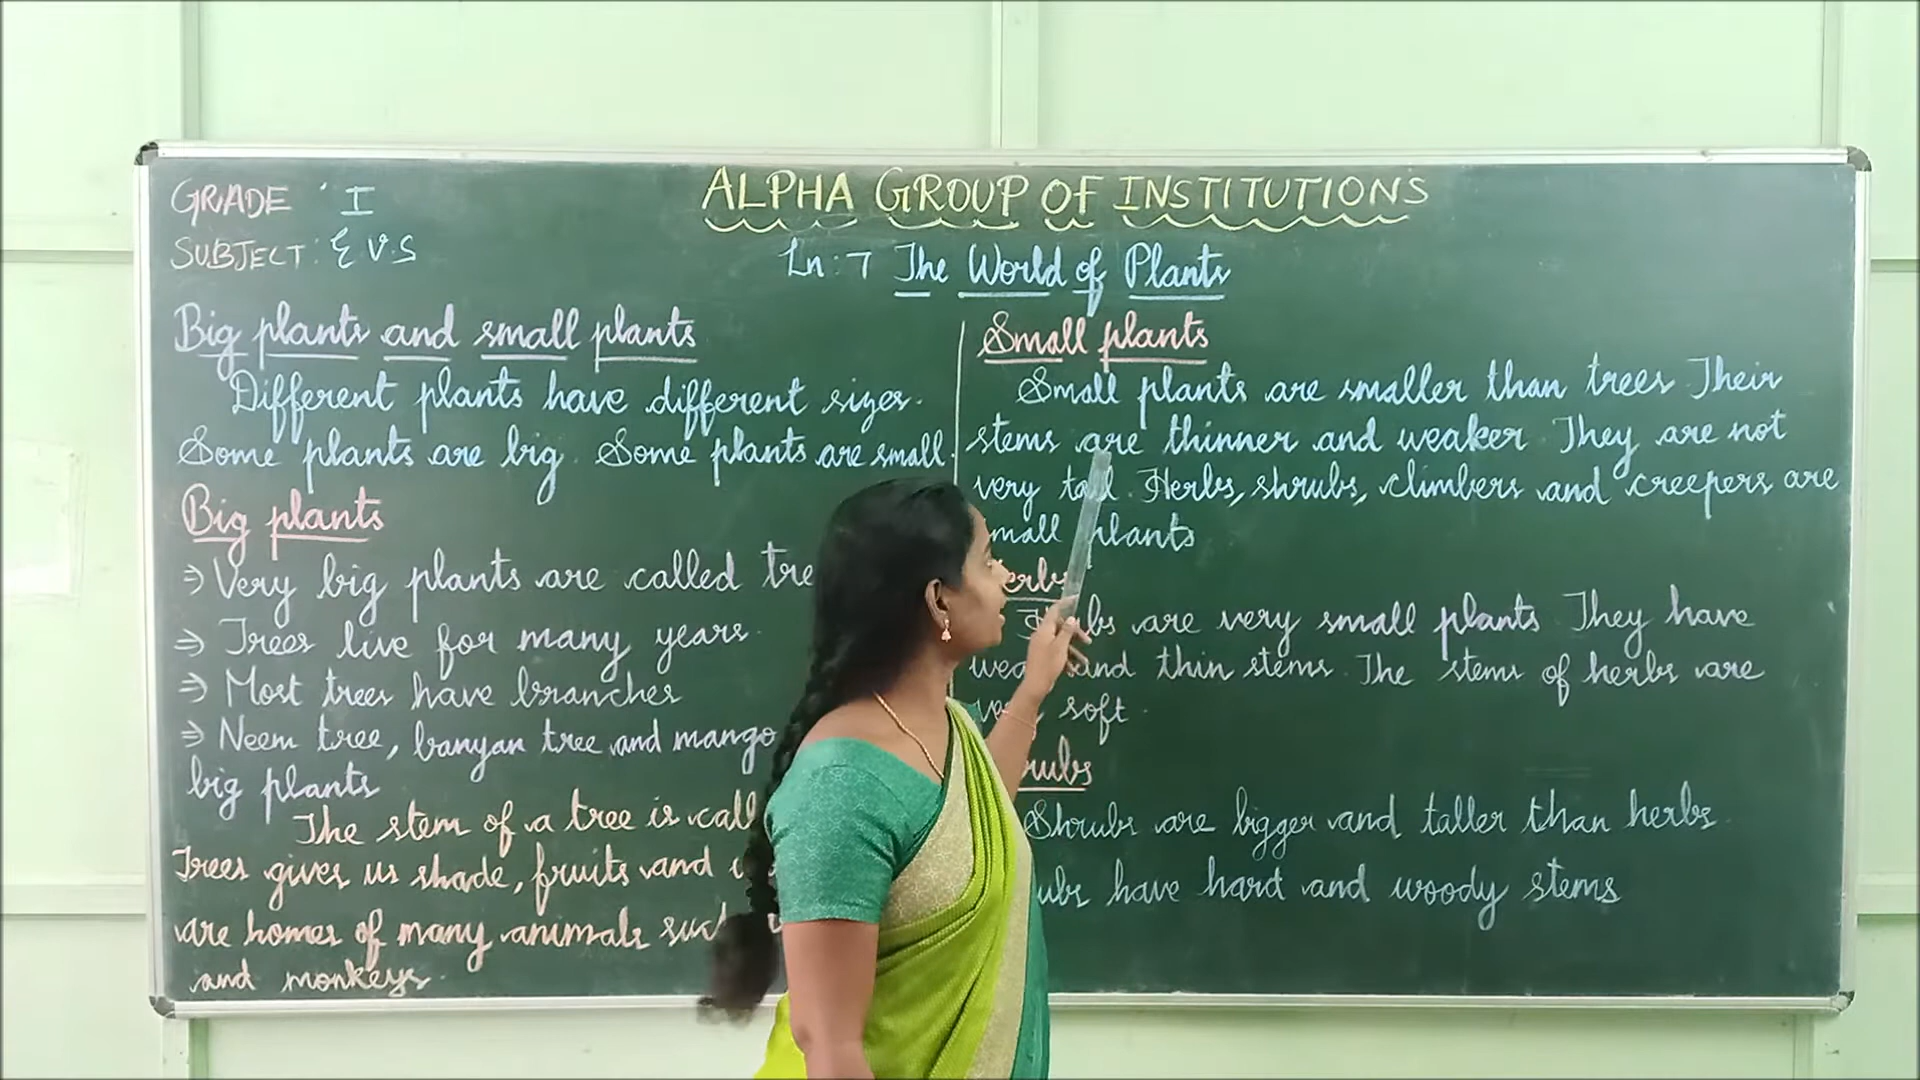 GRADE : I
SUBJECT : E V S
ALPHA GROUP OF INSTITUTIONS
Ln : 7 The World of Plants
Big plants and small plants
Different plants have different sizes.
Some plants are big. Some plants are small.
Big plants
⇒ Very big plants are called
⇒ Trees live for many years.
⇒ Most trees have branches
⇒ Neem tree, banyan tree and mango
big plants
The stem of a tree is
Trees gives us shade, fruits and
are homes of many animals
and monkeys.
Small plants
Small plants are smaller than trees Their
stems are thinner and weaker They are not
very tall. Herbs, shrubs, climbers and creepers are
plants
are very small plants They have
and thin stems. The stems of herbs are
soft.
Shrubs are bigger and taller than herbs
have hard and woody stems